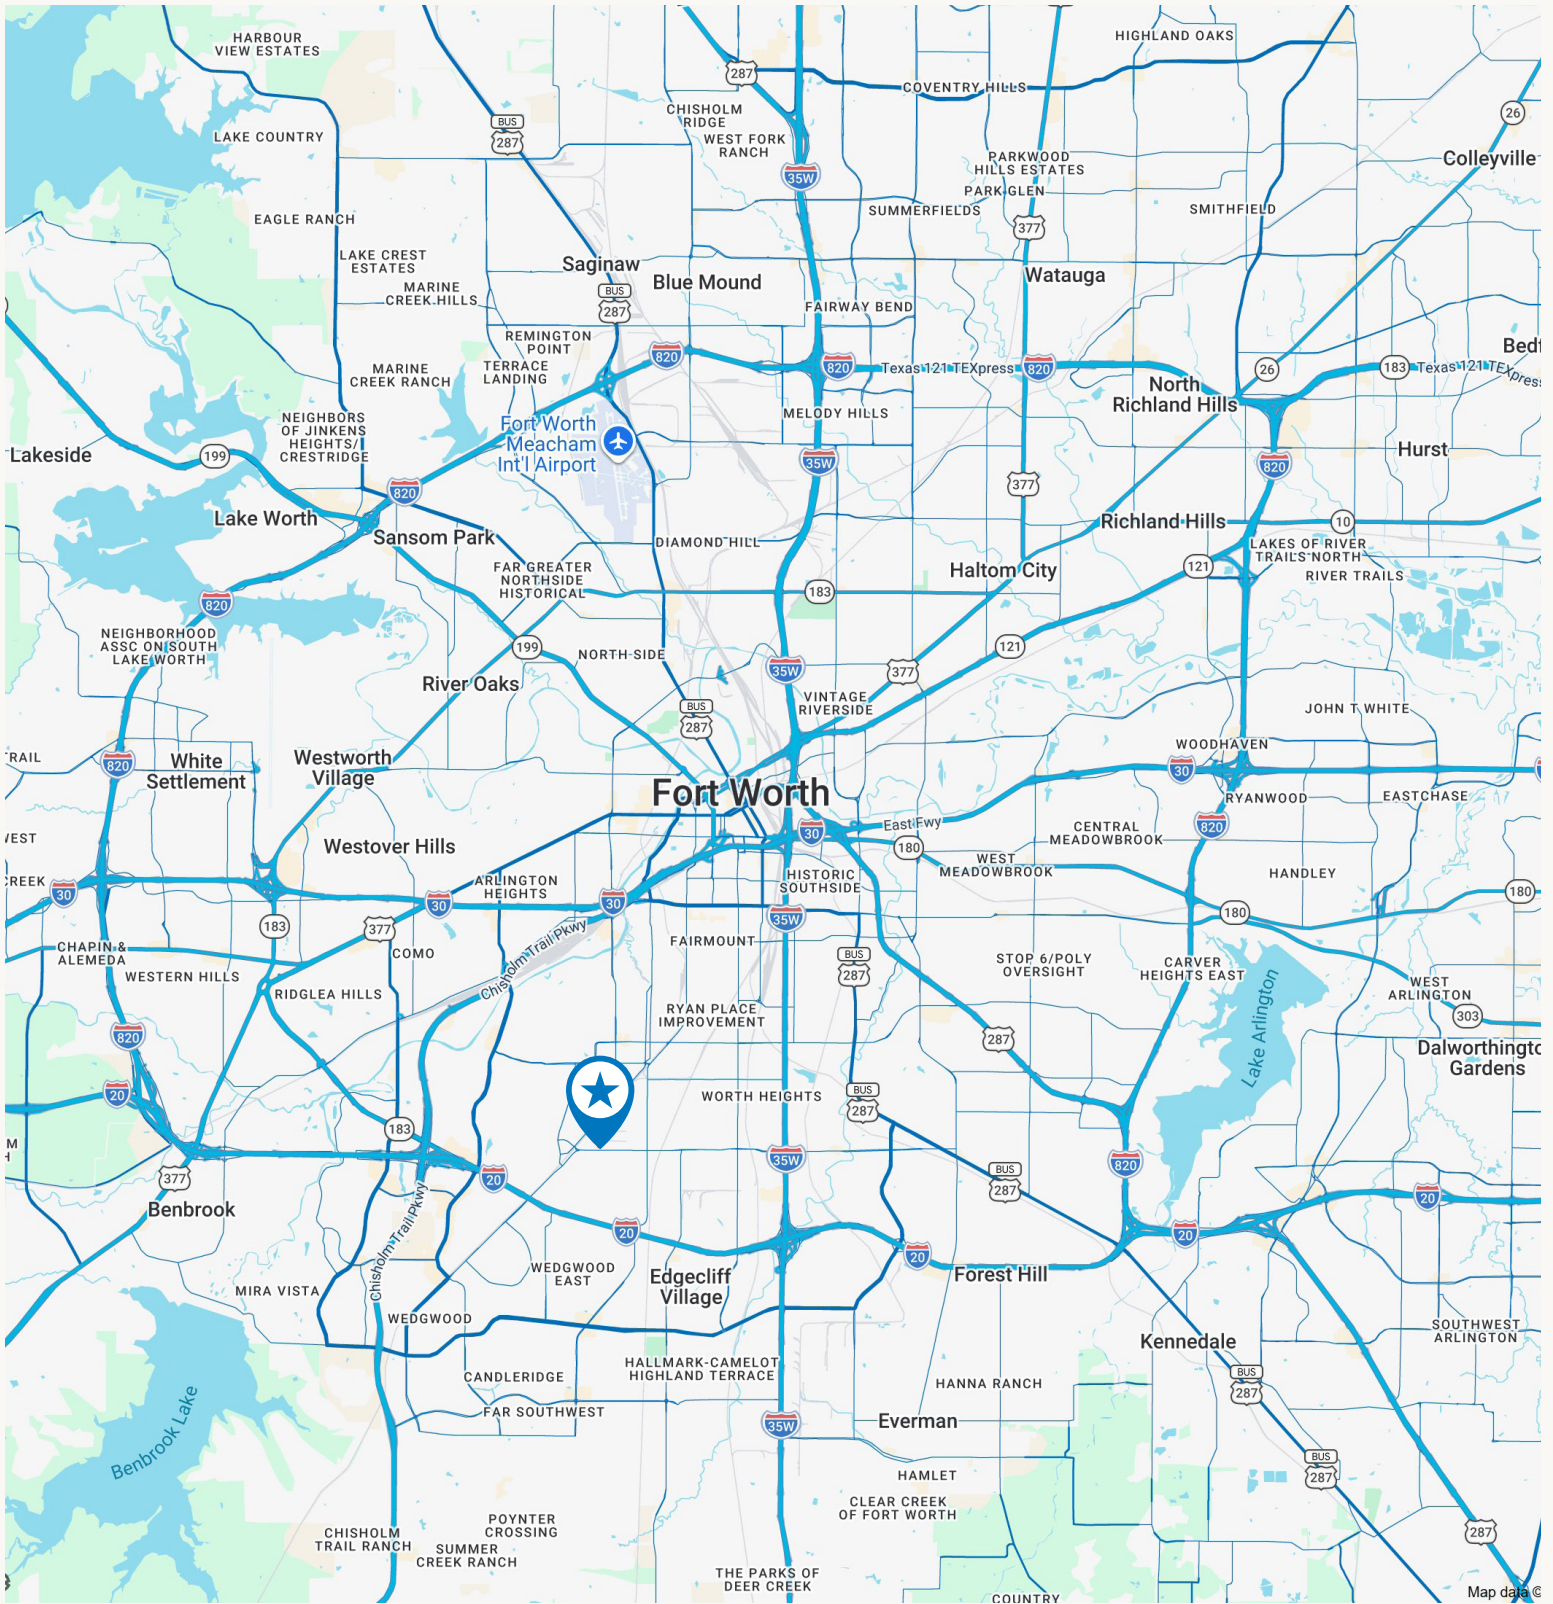 HARBOUR
VIEW ESTATES
HIGHLAND OAKS
287
COVENTRY HILLS
CHISHOLM
RIDGE
26
BUS
287
LAKE COUNTRY
WEST FORK
RANCH
PARKWOOD
HILLS ESTATES
Colleyville
35W
PARK GLEN
EAGLE RANCH
SUMMERFIELDS
SMITHFIELD
377
LAKE CREST
ESTATES
Saginaw
Blue Mound
Watauga
MARINE
CREEK HILLS
BUS
287
FAIRWAY BEND
REMINGTON
POINT
820
820
Texas 121 TEXpress
820
26
183
Texas 121 TEXpress
MARINE
CREEK RANCH
TERRACE
LANDING
North
Richland Hills
NEIGHBORS
OF JINKENS
HEIGHTS/
CRESTRIDGE
Fort Worth
Meacham
Int'l Airport
MELODY HILLS
Lakeside
199
35W
820
Hurst
820
377
Lake Worth
Sansom Park
Richland Hills
10
DIAMOND HILL
LAKES OF RIVER
TRAILS NORTH
FAR GREATER
NORTHSIDE
HISTORICAL
Haltom City
121
RIVER TRAILS
820
183
NEIGHBORHOOD
ASSC ON SOUTH
LAKE WORTH
199
NORTH SIDE
121
River Oaks
35W
377
BUS
287
VINTAGE
RIVERSIDE
JOHN T WHITE
TRAIL
820
White
Settlement
Westworth
Village
WOODHAVEN
30
Fort Worth
RYANWOOD
EASTCHASE
30
East Fwy
820
CENTRAL
MEADOWBROOK
WEST
Westover Hills
180
WEST
MEADOWBROOK
CREEK
30
ARLINGTON
HEIGHTS
HISTORIC
SOUTHSIDE
HANDLEY
180
30
30
35W
180
183
377
Chisholm Trail Pkwy
FAIRMOUNT
CHAPIN &
ALEMEDA
COMO
BUS
287
STOP 6/POLY
OVERSIGHT
CARVER
HEIGHTS EAST
WESTERN HILLS
RIDGLEA HILLS
WEST
ARLINGTON
RYAN PLACE
IMPROVEMENT
303
820
287
Lake Arlington
Dalworthingto
Gardens
20
WORTH HEIGHTS
BUS
287
183
35W
820
377
20
BUS
287
20
Benbrook
20
20
20
Chisholm Trail Pkwy
WEDGWOOD
EAST
Edgecliff
Village
Forest Hill
MIRA VISTA
WEDGWOOD
SOUTHWEST
ARLINGTON
Kennedale
HALLMARK-CAMELOT
HIGHLAND TERRACE
CANDLERIDGE
HANNA RANCH
BUS
287
FAR SOUTHWEST
35W
Everman
Benbrook Lake
BUS
287
HAMLET
CLEAR CREEK
OF FORT WORTH
CHISHOLM
TRAIL RANCH
POYNTER
CROSSING
287
SUMMER
CREEK RANCH
THE PARKS OF
DEER CREEK
COUNTRY
Map data ©